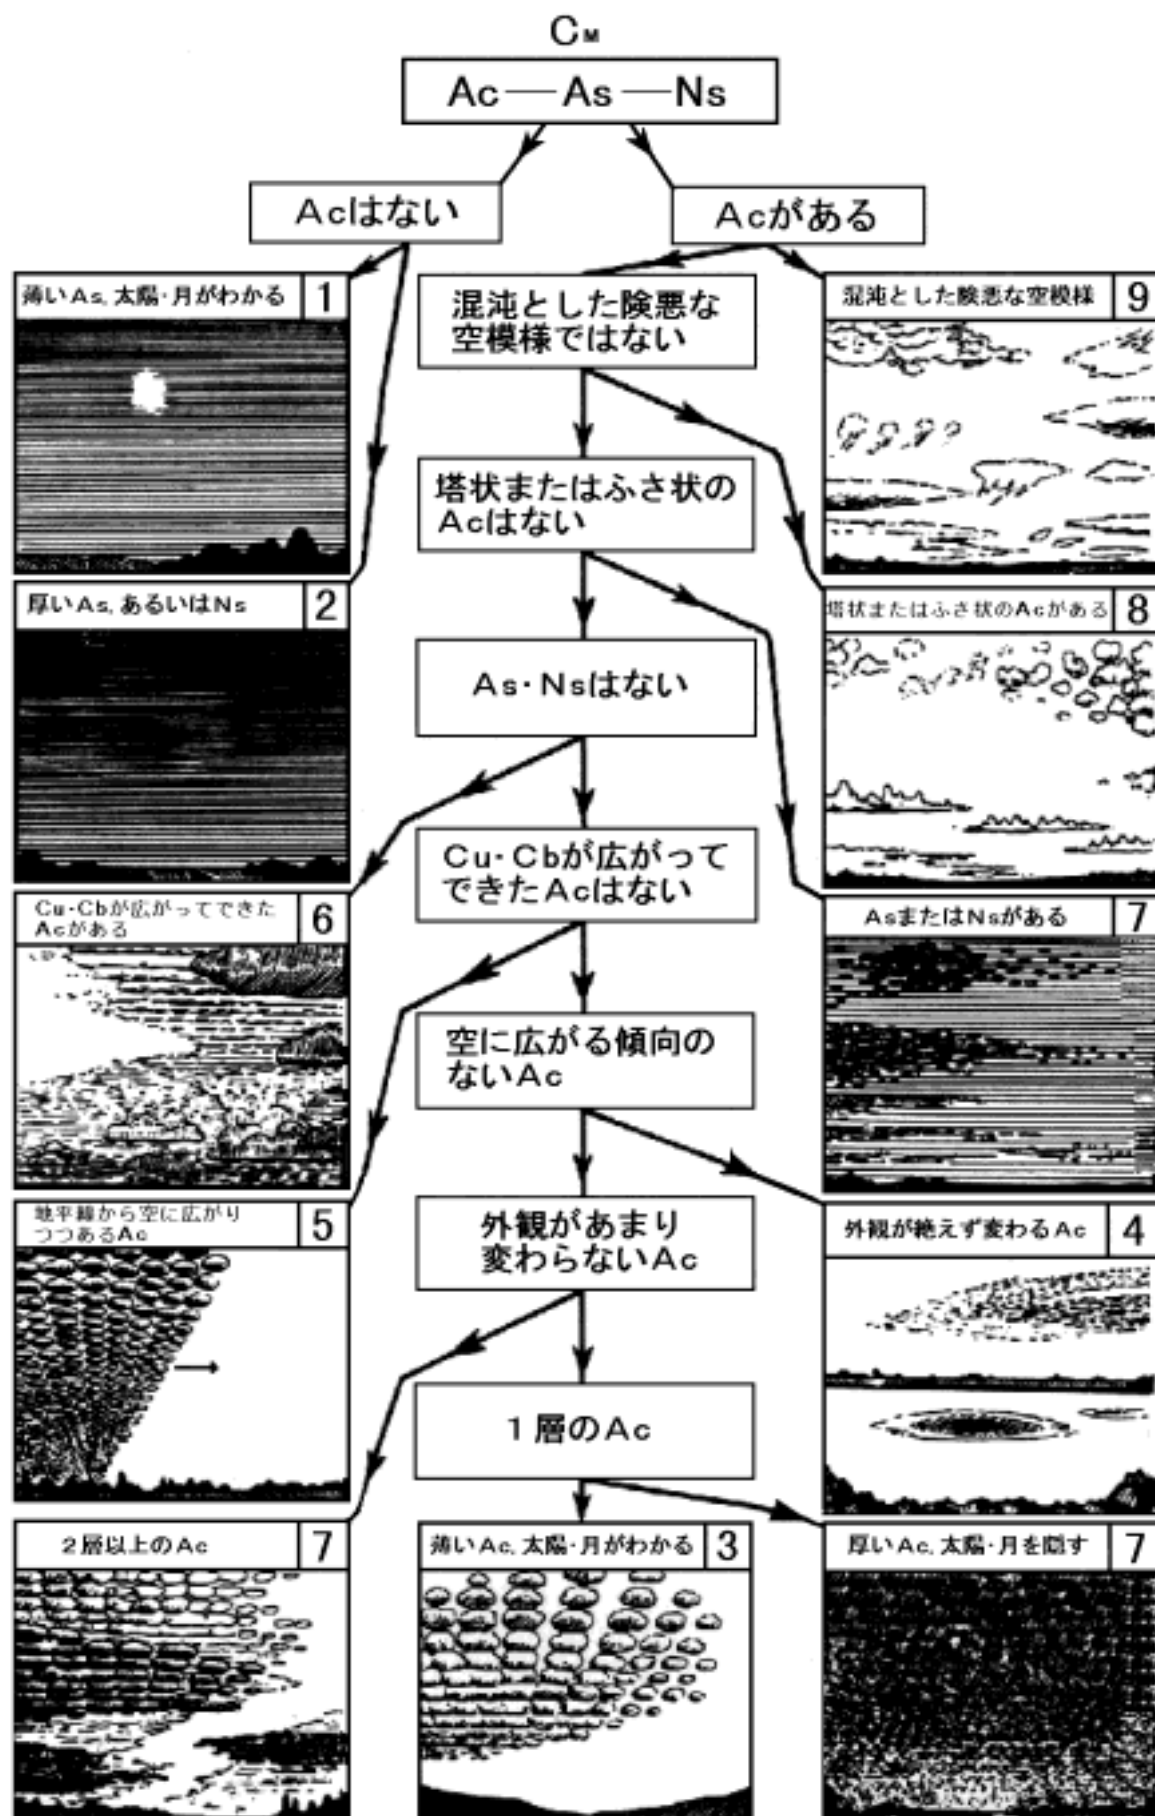 CM
Ac—As—Ns
Acはない
Acがある
薄いAs, 太陽・月がわかる
1
混沌とした険悪な
空模様ではない
混沌とした険悪な空模様
9
塔状またはふさ状の
Acはない
厚いAs, あるいはNs
2
塔状またはふさ状のAcがある
8
As・Nsはない
Cu・Cbが広がって
できたAcはない
Cu・Cbが広がってできた
Acがある
6
AsまたはNsがある
7
空に広がる傾向の
ないAc
地平線から空に広がり
つつあるAc
5
外観があまり
変わらないAc
外観が絶えず変わるAc
4
1層のAc
2層以上のAc
7
薄いAc, 太陽・月がわかる
3
厚いAc, 太陽・月を隠す
7